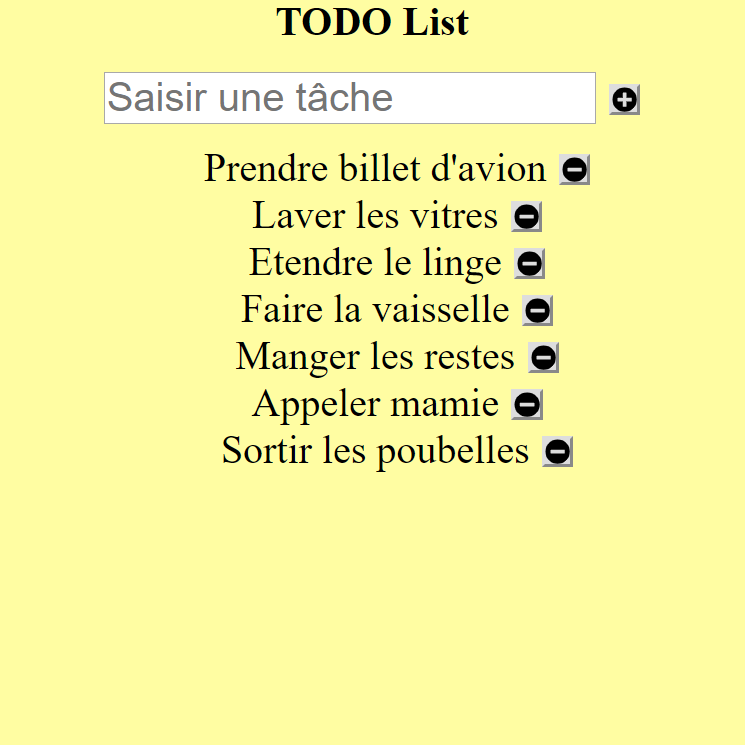 TODO List
Saisir une tâche
Prendre billet d'avion
Laver les vitres
Etendre le linge
Faire la vaisselle
Manger les restes
Appeler mamie
Sortir les poubelles